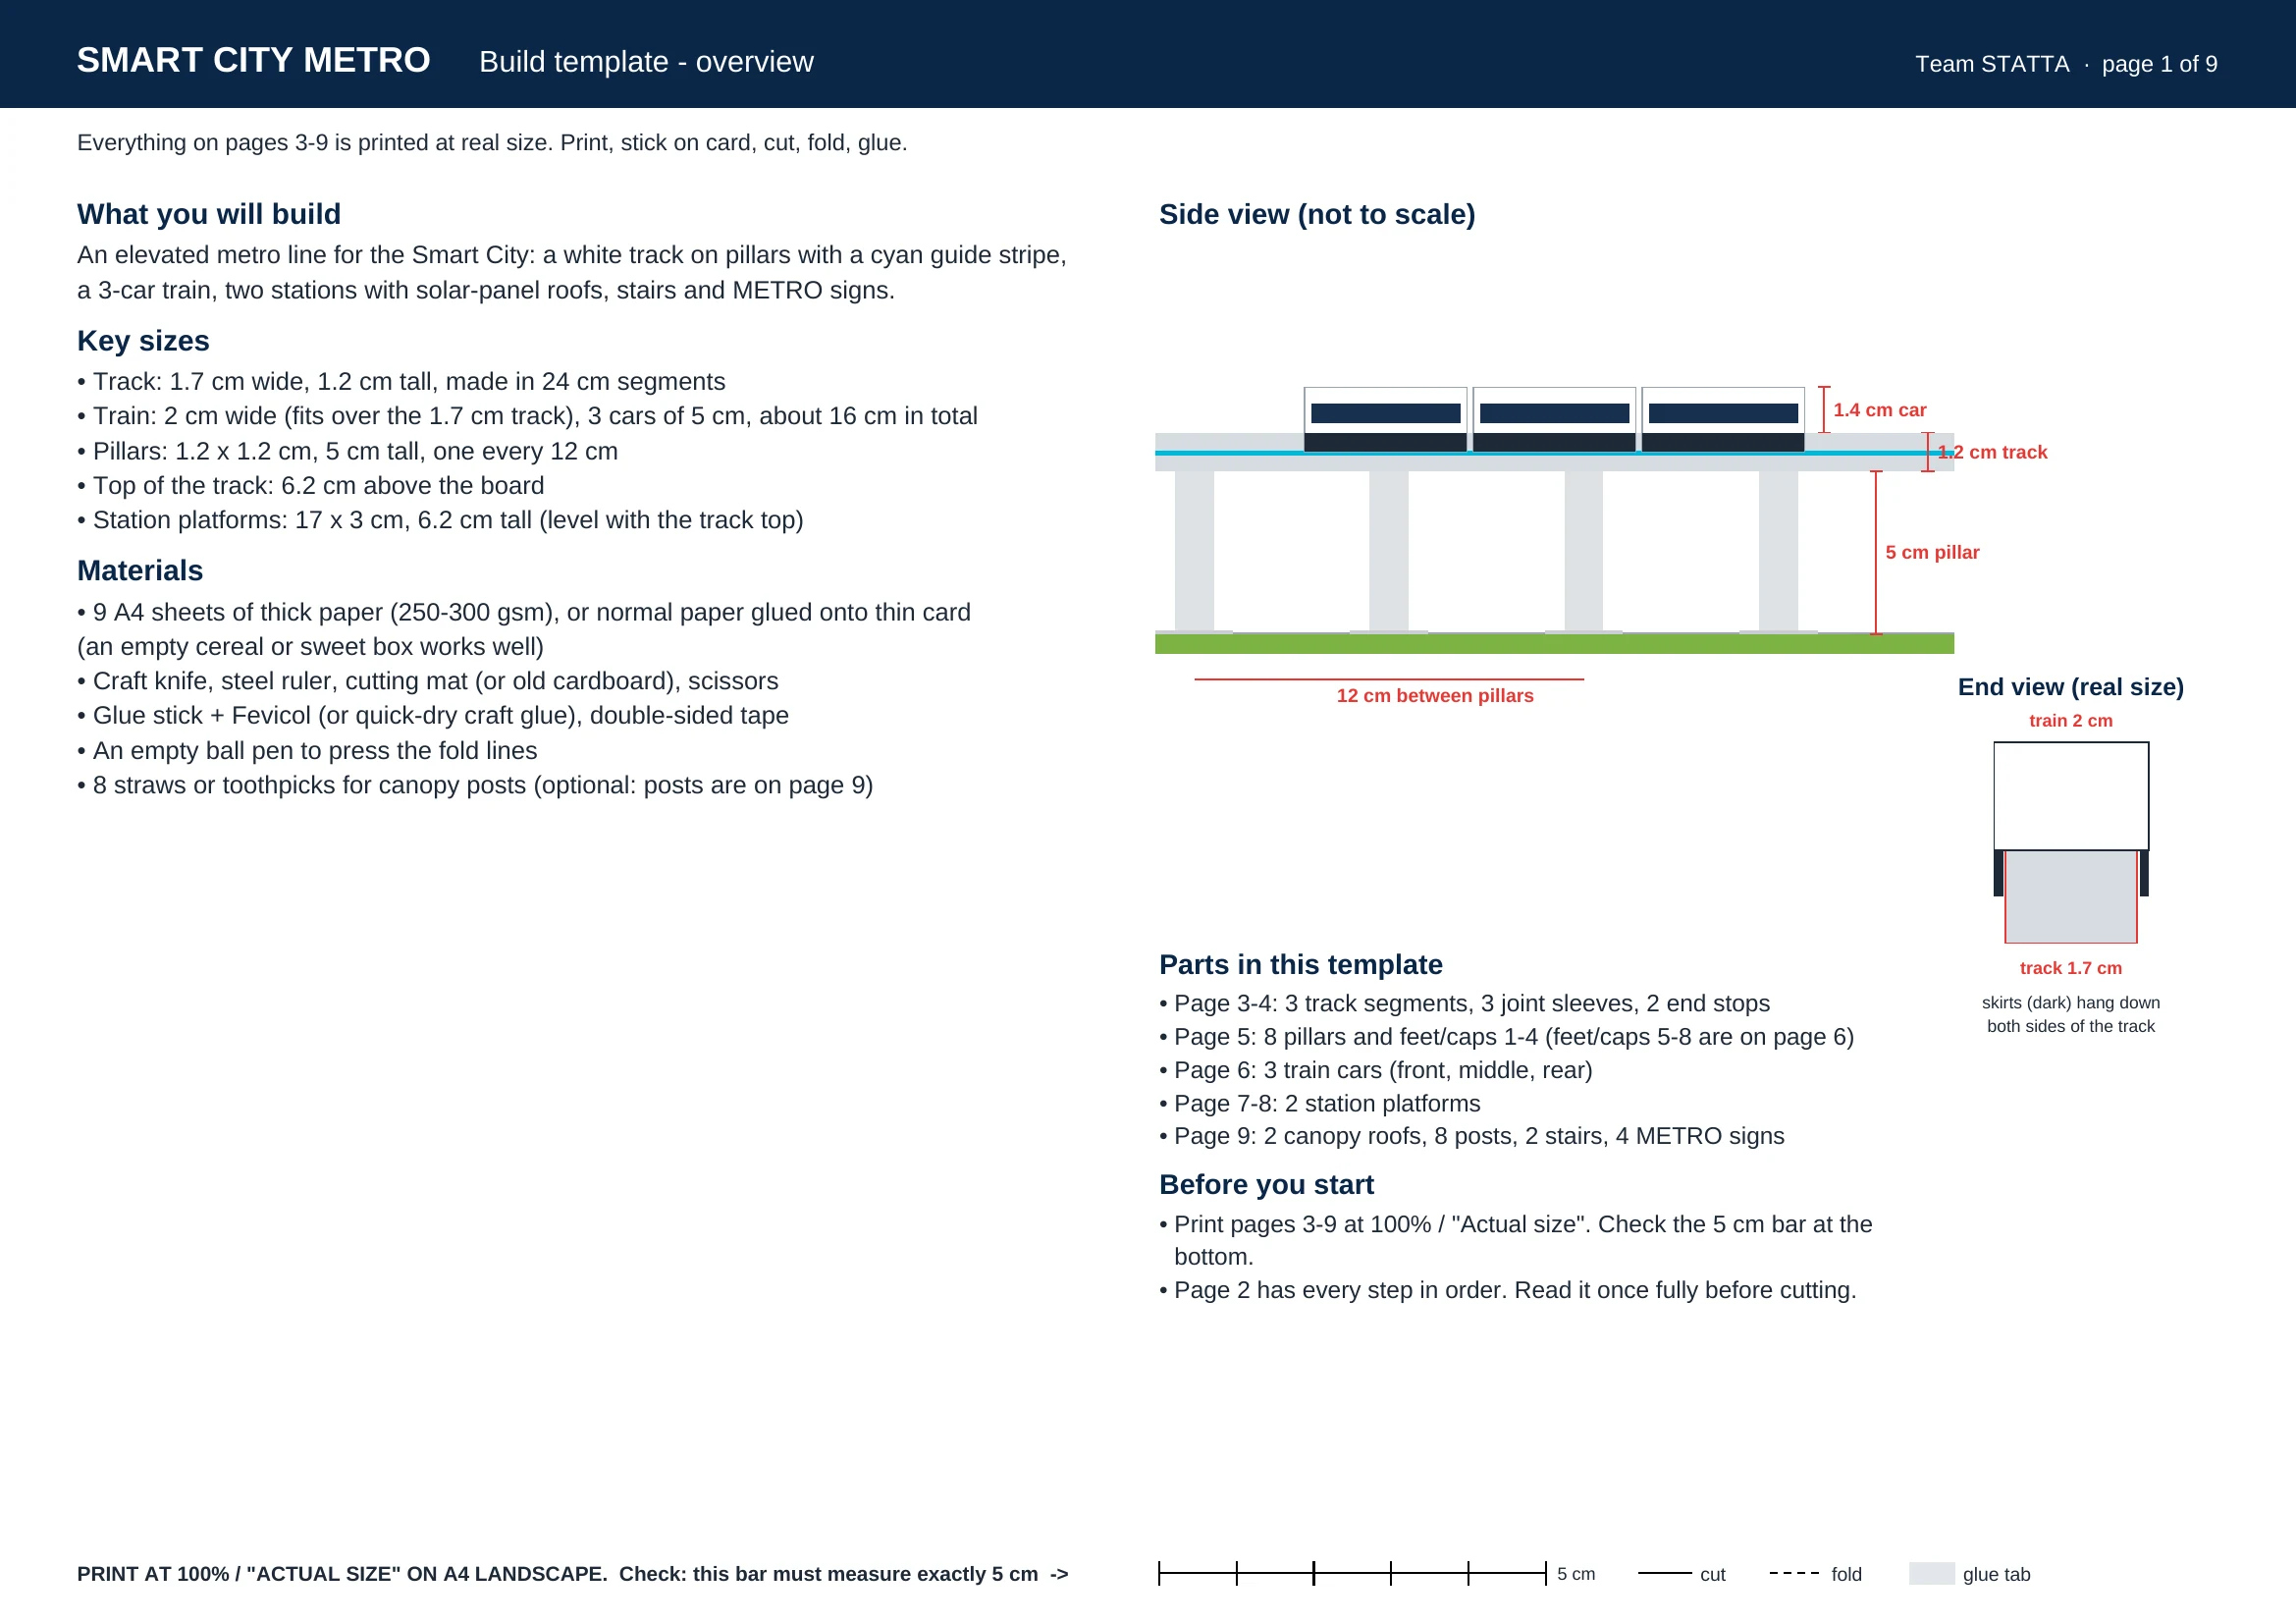 SMART CITY METRO Build template - overview Team STATTA · page 1 of 9
Everything on pages 3-9 is printed at real size. Print, stick on card, cut, fold, glue.
What you will build
An elevated metro line for the Smart City: a white track on pillars with a cyan guide stripe,
a 3-car train, two stations with solar-panel roofs, stairs and METRO signs.
Key sizes
• Track: 1.7 cm wide, 1.2 cm tall, made in 24 cm segments
• Train: 2 cm wide (fits over the 1.7 cm track), 3 cars of 5 cm, about 16 cm in total
• Pillars: 1.2 x 1.2 cm, 5 cm tall, one every 12 cm
• Top of the track: 6.2 cm above the board
• Station platforms: 17 x 3 cm, 6.2 cm tall (level with the track top)
Materials
• 9 A4 sheets of thick paper (250-300 gsm), or normal paper glued onto thin card
(an empty cereal or sweet box works well)
• Craft knife, steel ruler, cutting mat (or old cardboard), scissors
• Glue stick + Fevicol (or quick-dry craft glue), double-sided tape
• An empty ball pen to press the fold lines
• 8 straws or toothpicks for canopy posts (optional: posts are on page 9)
Side view (not to scale)
1.4 cm car
1.2 cm track
5 cm pillar
12 cm between pillars
End view (real size)
train 2 cm
track 1.7 cm
skirts (dark) hang down
both sides of the track
Parts in this template
• Page 3-4: 3 track segments, 3 joint sleeves, 2 end stops
• Page 5: 8 pillars and feet/caps 1-4 (feet/caps 5-8 are on page 6)
• Page 6: 3 train cars (front, middle, rear)
• Page 7-8: 2 station platforms
• Page 9: 2 canopy roofs, 8 posts, 2 stairs, 4 METRO signs
Before you start
• Print pages 3-9 at 100% / "Actual size". Check the 5 cm bar at the
bottom.
• Page 2 has every step in order. Read it once fully before cutting.
PRINT AT 100% / "ACTUAL SIZE" ON A4 LANDSCAPE. Check: this bar must measure exactly 5 cm -> 5 cm cut fold glue tab